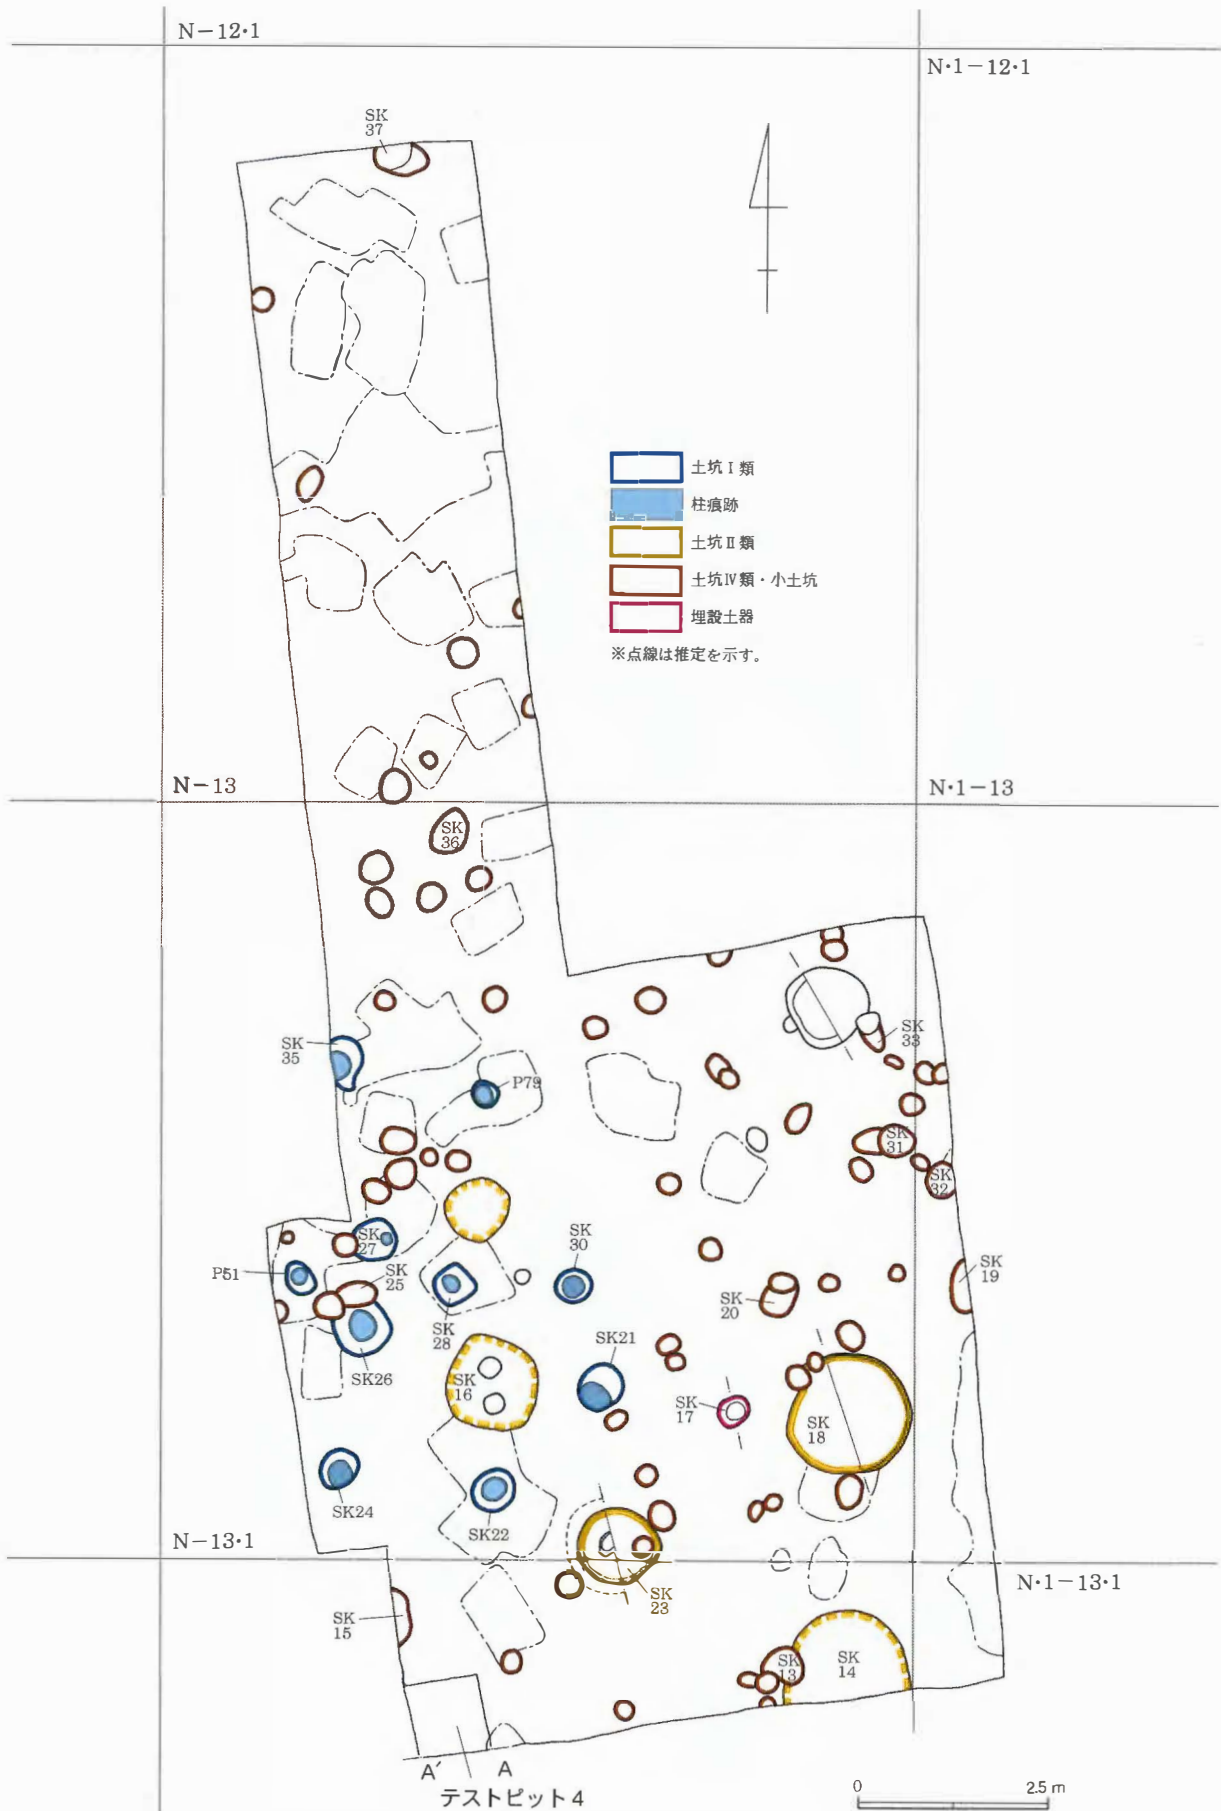 N−12・1
N・1−12・1
SK
37
土坑Ⅰ類
柱痕跡
土坑Ⅱ類
土坑Ⅳ類・小土坑
埋設土器
※点線は推定を示す。
N−13
N・1−13
SK
36
SK
35
SK
33
P79
SK
31
SK
32
SK
27
SK
30
P51
SK
25
SK
19
SK
20
SK
28
SK21
SK26
SK
16
SK
17
SK
18
SK24
SK22
N−13・1
N・1−13・1
SK
23
SK
15
SK
13
SK
14
A′
A
テストピット4
0
2.5 m